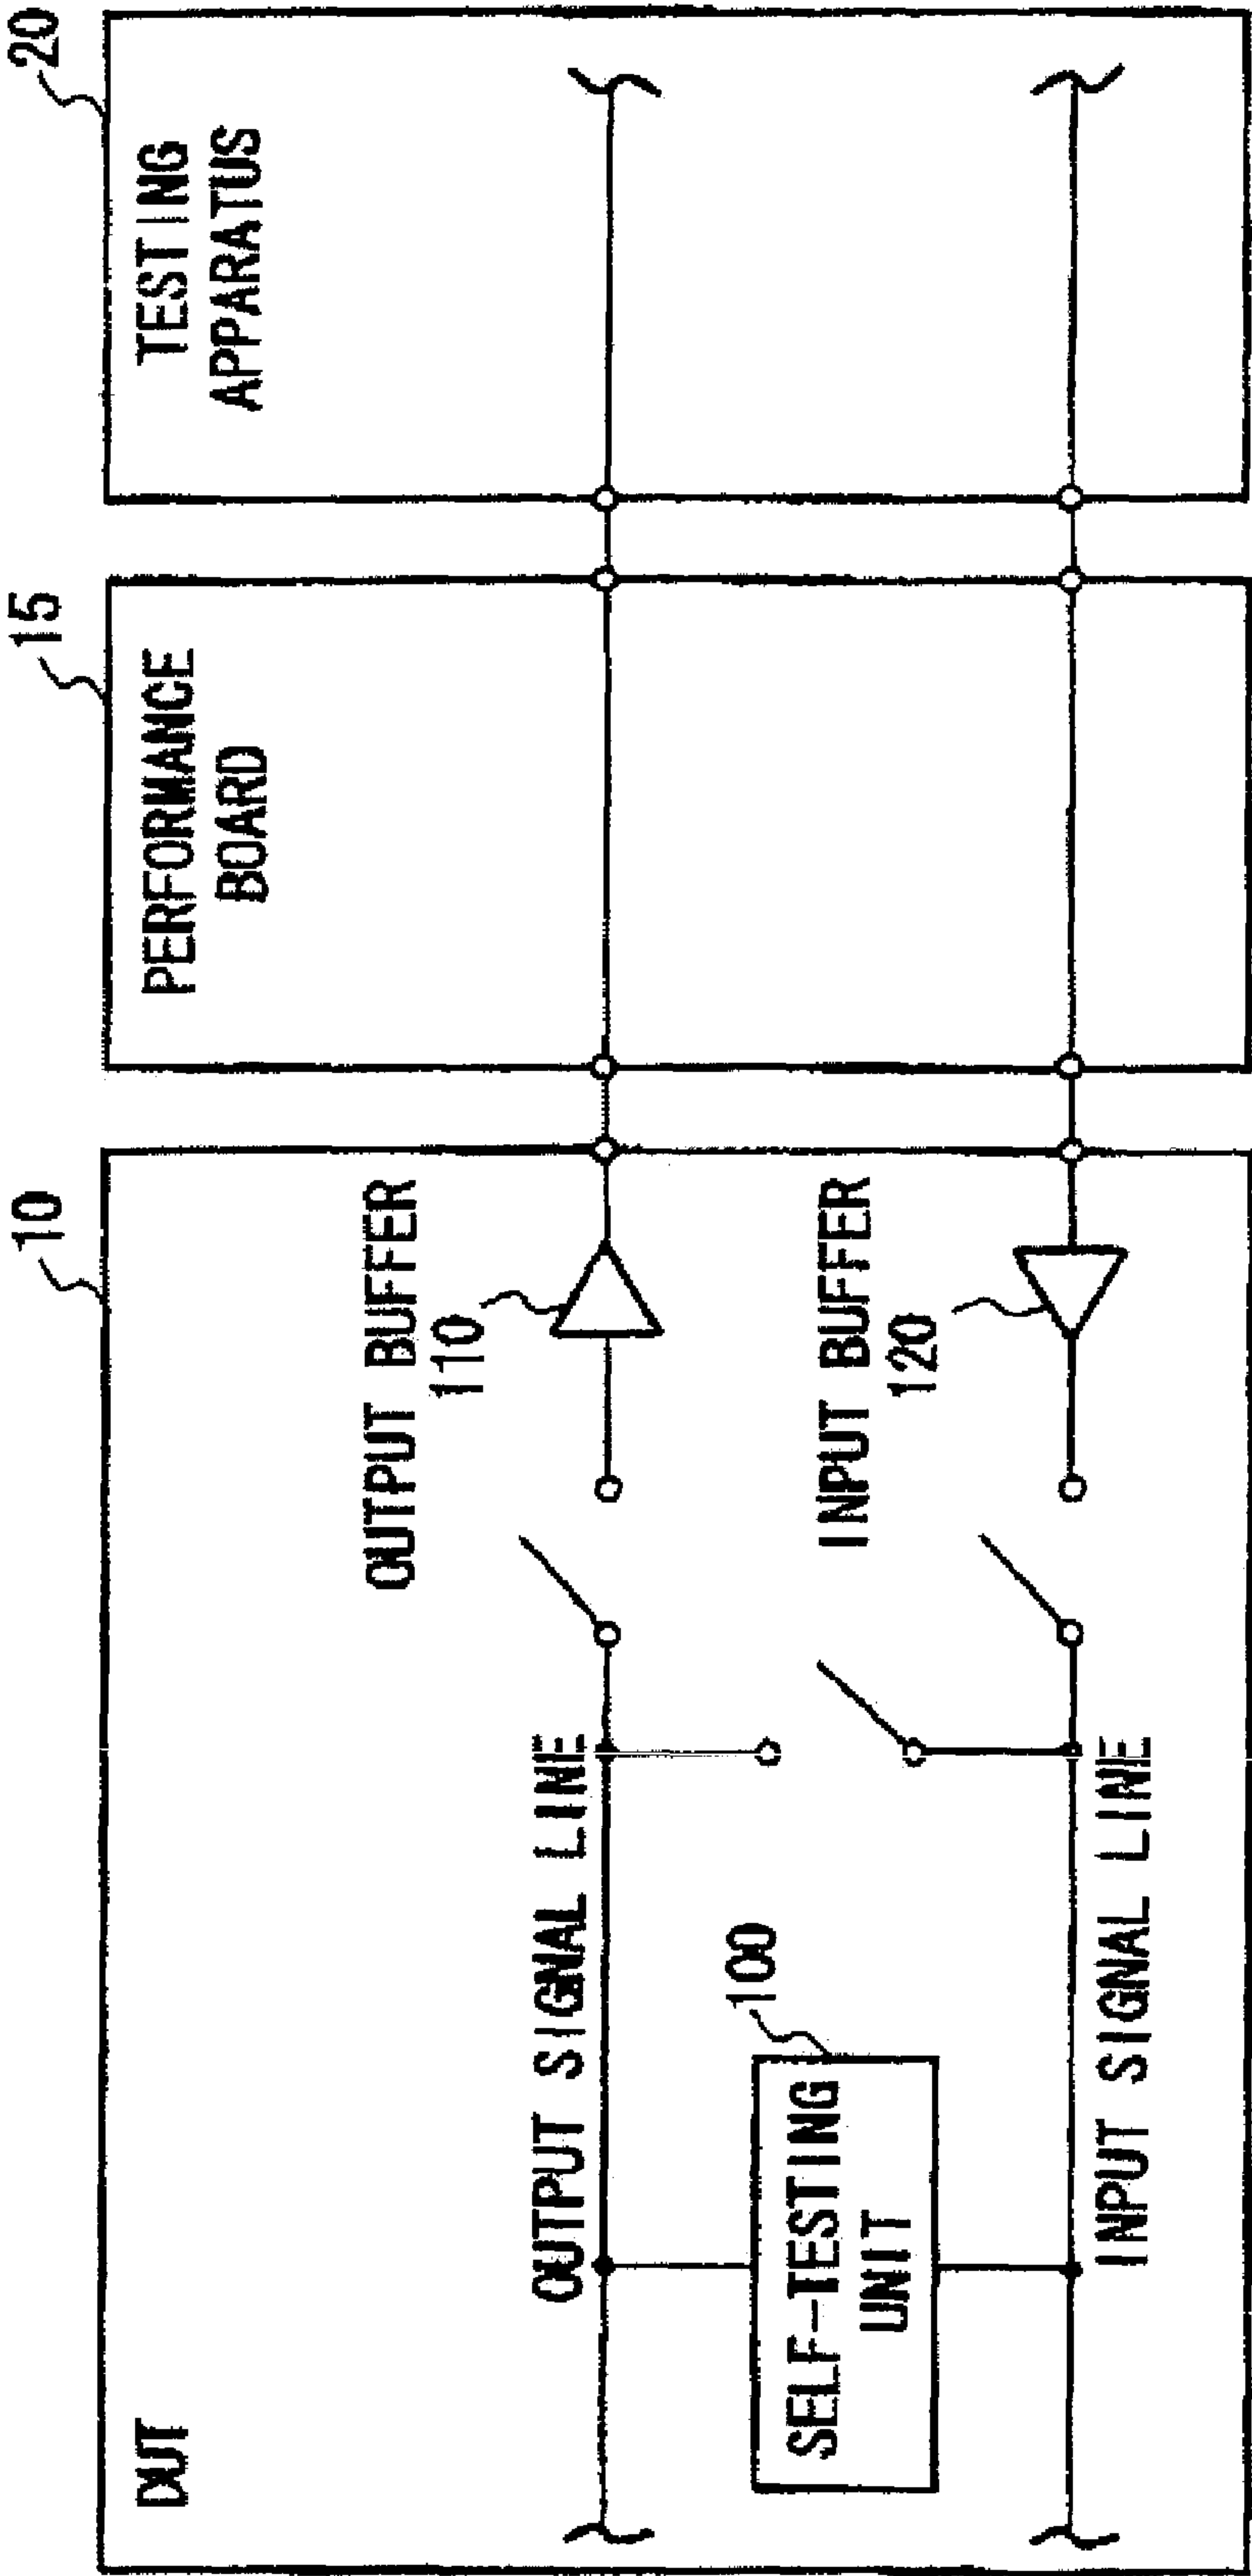 10
15
20
DUT
PERFORMANCE
BOARD
TESTING
APPARATUS
OUTPUT BUFFER
110
OUTPUT SIGNAL LINE
100
SELF-TESTING
UNIT
INPUT BUFFER
120
INPUT SIGNAL LINE